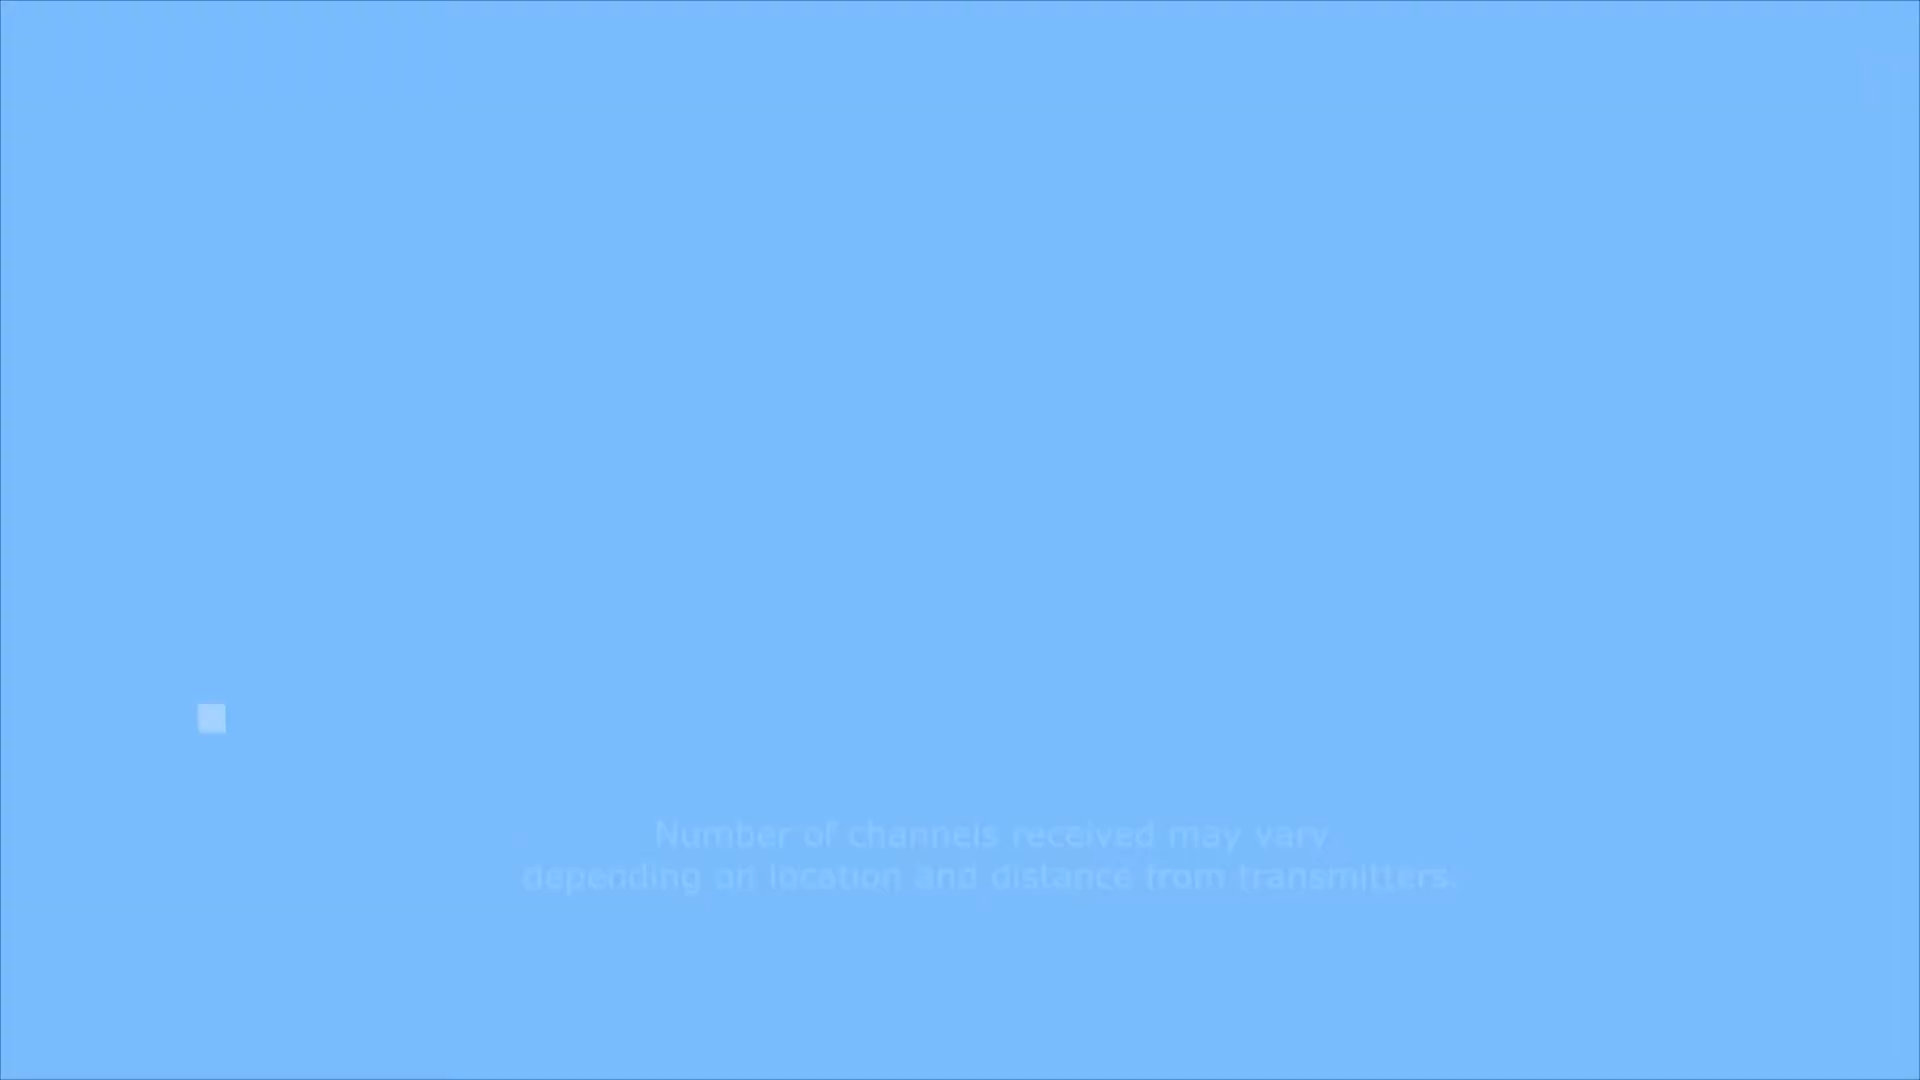 Number of channels received may vary
depending on location and distance from transmitters.